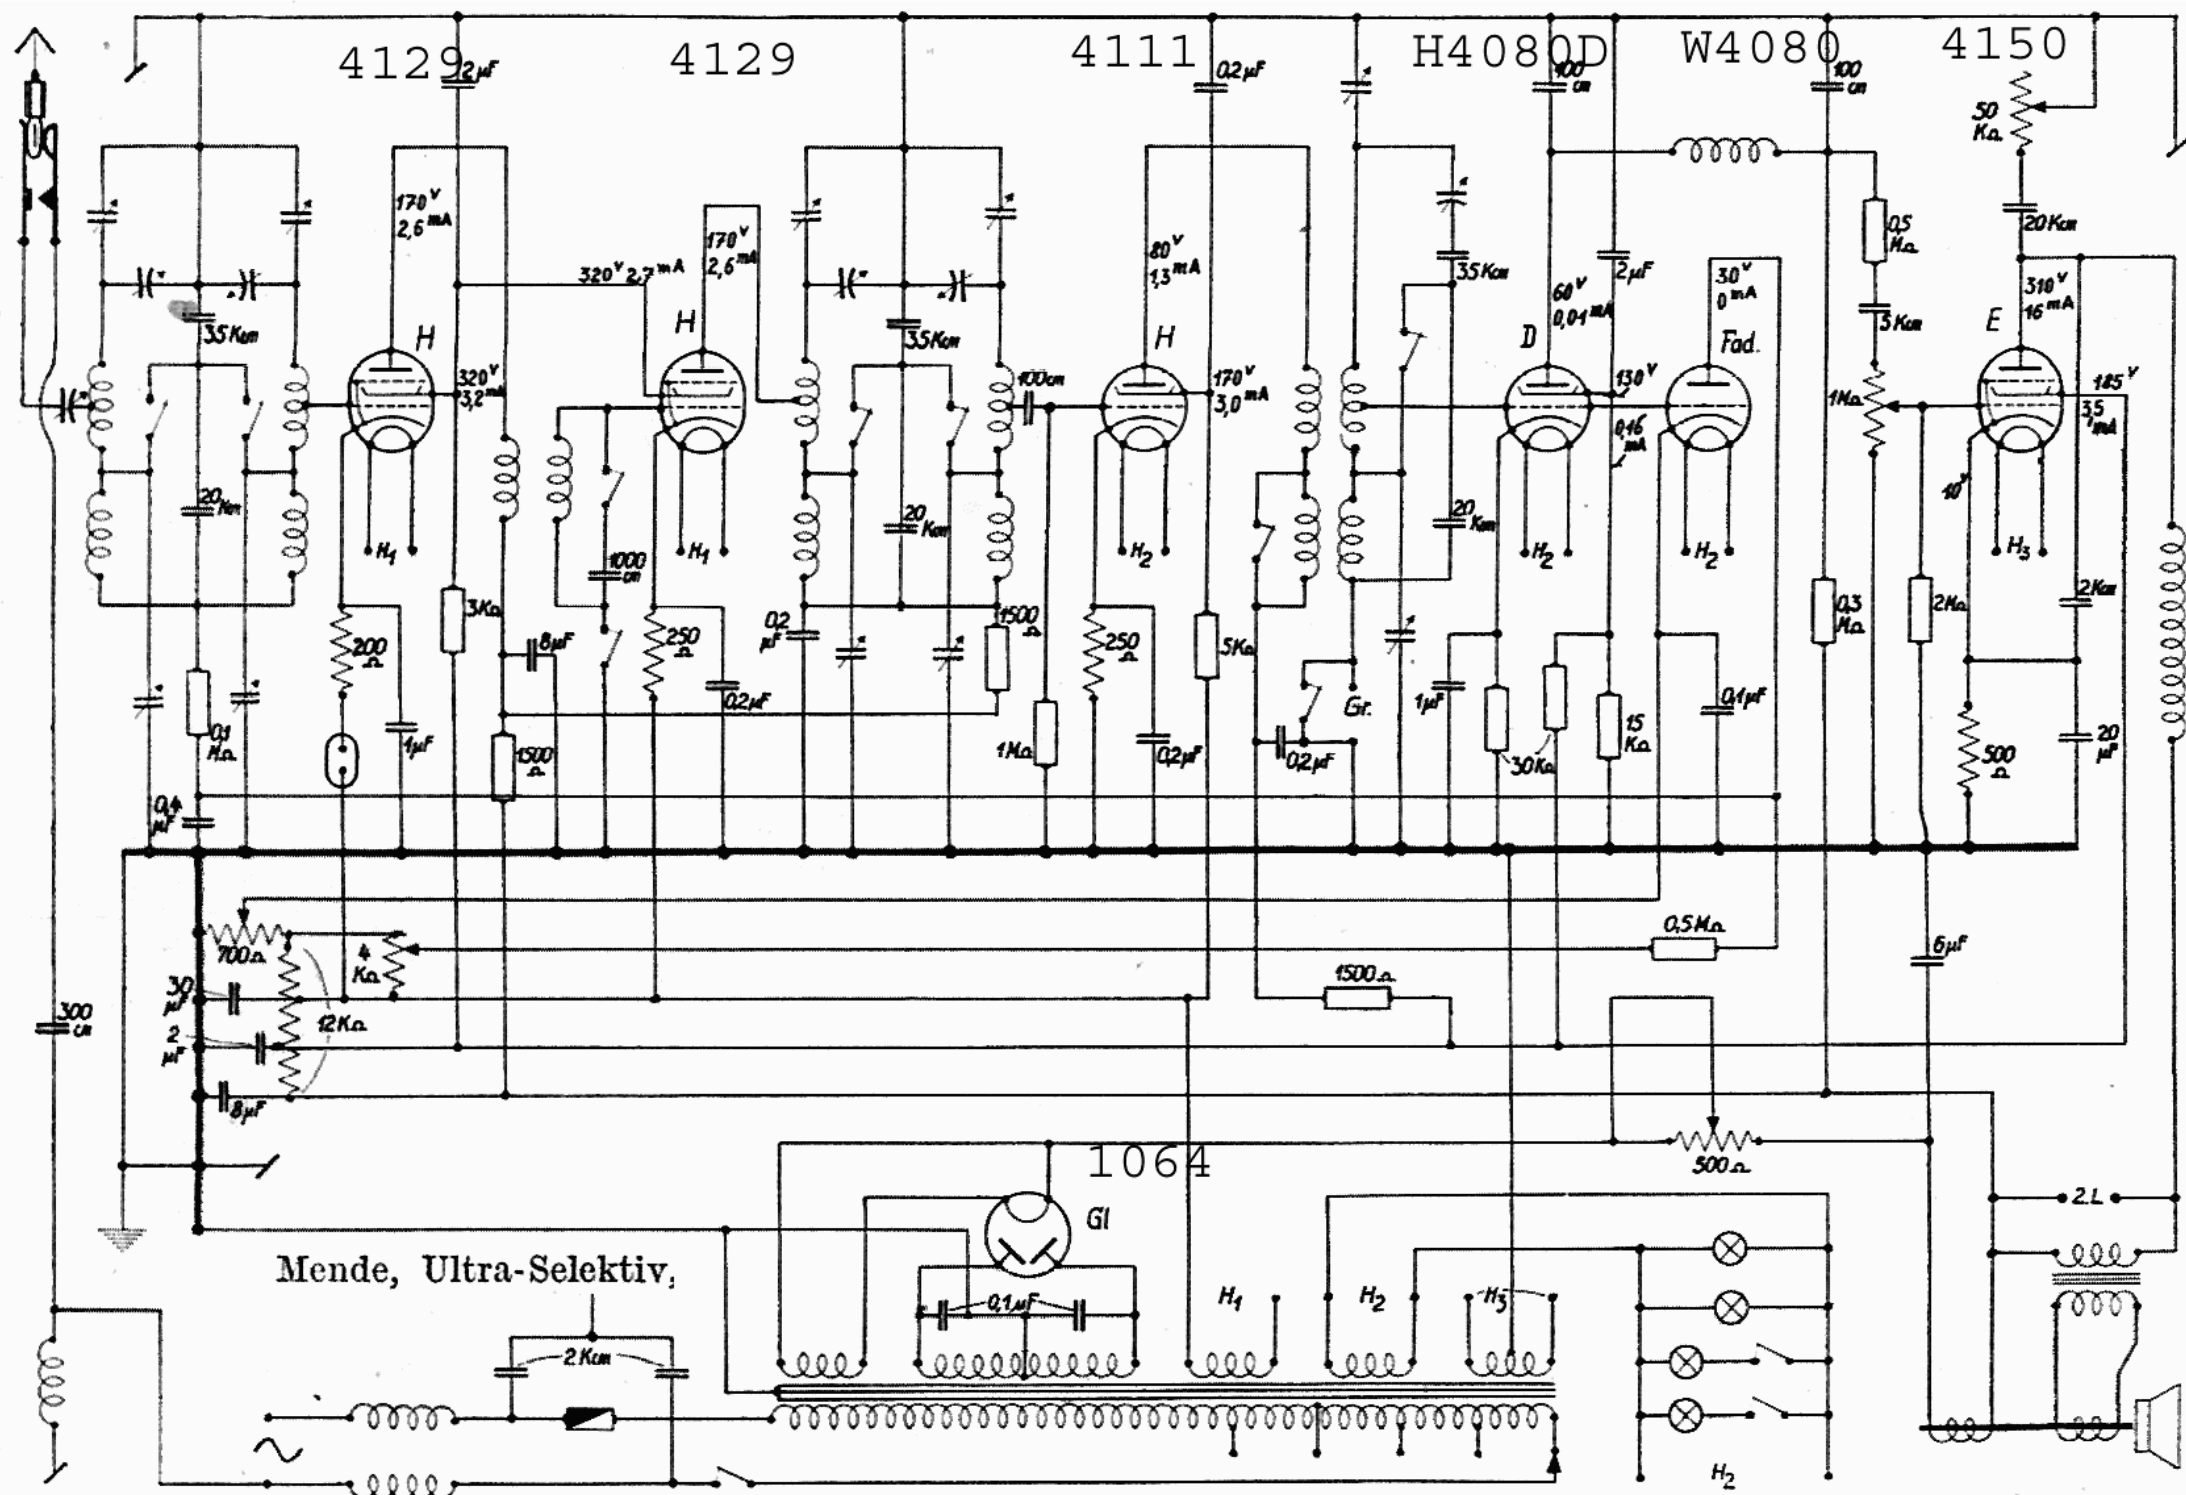 4129
4129
4111
H4080D
W4080
4150
2µF
0,2µF
100
cm
100
cm
50
KΩ
170V
2,6mA
170V
2,6mA
320V 2,7mA
80V
1,3mA
60V
0,01mA
2µF
30V
0mA
0,5
MΩ
20Kcm
310V
16mA
35Kcm
35Kcm
35Kcm
5Kcm
H
H
H
D
Fad.
E
320V
3,2mA
100cm
170V
3,0mA
130V
0,16
mA
1MΩ
185V
3,5
mA
20
Kcm
H1
1000
cm
H1
20
Kcm
H2
20
Kcm
H2
H2
10V
H3
200
Ω
3KΩ
8µF
250
Ω
0,2
µF
1500
Ω
250
Ω
5KΩ
0,3
MΩ
2KΩ
2Kcm
0,1
MΩ
1µF
1500
Ω
0,2µF
1MΩ
0,2µF
0,2µF
Gr.
1µF
30KΩ
15
KΩ
0,1µF
500
Ω
20
µF
0,4
µF
700Ω
4
KΩ
0,5MΩ
6µF
30
µF
12KΩ
1500Ω
300
cm
2
µF
8µF
1064
500Ω
2.L
Gl
Mende, Ultra-Selektiv,
0,1µF
H1
H2
H3
2Kcm
H2